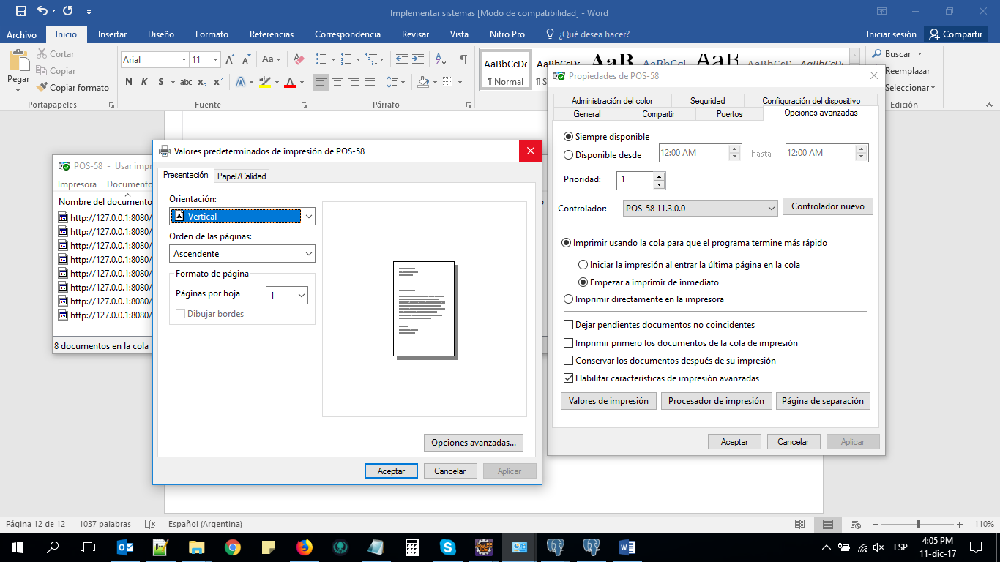 Implementar sistemas [Modo de compatibilidad] - Word
Archivo Inicio Insertar Diseño Formato Referencias Correspondencia Revisar Vista Nitro Pro ¿Qué desea hacer? Iniciar sesión Compartir
Pegar
Cortar
Copiar
Copiar formato
Portapapeles
Arial 11
Aa
N K S abc x₂ x²
Fuente
Párrafo
AaBbCcDc
¶ Normal
Buscar
Reemplazar
Seleccionar
Edición
POS-58 - Usar impr
Impresora Documento
Nombre del documento
http://127.0.0.1:8080/
http://127.0.0.1:8080/
http://127.0.0.1:8080/
http://127.0.0.1:8080/
http://127.0.0.1:8080/
http://127.0.0.1:8080/
http://127.0.0.1:8080/
http://127.0.0.1:8080/
8 documentos en la cola
Valores predeterminados de impresión de POS-58
Presentación Papel/Calidad
Orientación:
Vertical
Orden de las páginas:
Ascendente
Formato de página
Páginas por hoja 1
Dibujar bordes
Opciones avanzadas...
Aceptar Cancelar Aplicar
Propiedades de POS-58
Administración del color Seguridad Configuración del dispositivo
General Compartir Puertos Opciones avanzadas
Siempre disponible
Disponible desde 12:00 AM hasta 12:00 AM
Prioridad: 1
Controlador: POS-58 11.3.0.0 Controlador nuevo
Imprimir usando la cola para que el programa termine más rápido
Iniciar la impresión al entrar la última página en la cola
Empezar a imprimir de inmediato
Imprimir directamente en la impresora
Dejar pendientes documentos no coincidentes
Imprimir primero los documentos de la cola de impresión
Conservar los documentos después de su impresión
Habilitar características de impresión avanzadas
Valores de impresión Procesador de impresión Página de separación
Aceptar Cancelar Aplicar
Página 12 de 12 1037 palabras Español (Argentina) 110%
ESP
4:05 PM
11-dic-17